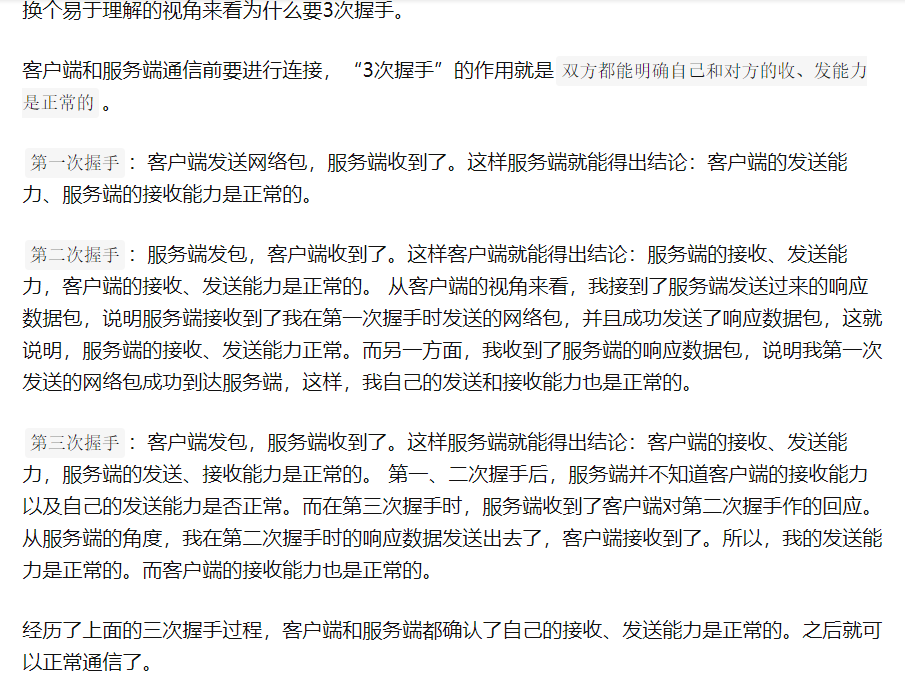 换个易于理解的视角来看为什么要3次握手。
客户端和服务端通信前要进行连接，“3次握手”的作用就是 双方都能明确自己和对方的收、发能力
是正常的 。
第一次握手 ：客户端发送网络包，服务端收到了。这样服务端就能得出结论：客户端的发送能
力、服务端的接收能力是正常的。
第二次握手 ：服务端发包，客户端收到了。这样客户端就能得出结论：服务端的接收、发送能
力，客户端的接收、发送能力是正常的。 从客户端的视角来看，我接到了服务端发送过来的响应
数据包，说明服务端接收到了我在第一次握手时发送的网络包，并且成功发送了响应数据包，这就
说明，服务端的接收、发送能力正常。而另一方面，我收到了服务端的响应数据包，说明我第一次
发送的网络包成功到达服务端，这样，我自己的发送和接收能力也是正常的。
第三次握手 ：客户端发包，服务端收到了。这样服务端就能得出结论：客户端的接收、发送能
力，服务端的发送、接收能力是正常的。 第一、二次握手后，服务端并不知道客户端的接收能力
以及自己的发送能力是否正常。而在第三次握手时，服务端收到了客户端对第二次握手作的回应。
从服务端的角度，我在第二次握手时的响应数据发送出去了，客户端接收到了。所以，我的发送能
力是正常的。而客户端的接收能力也是正常的。
经历了上面的三次握手过程，客户端和服务端都确认了自己的接收、发送能力是正常的。之后就可
以正常通信了。